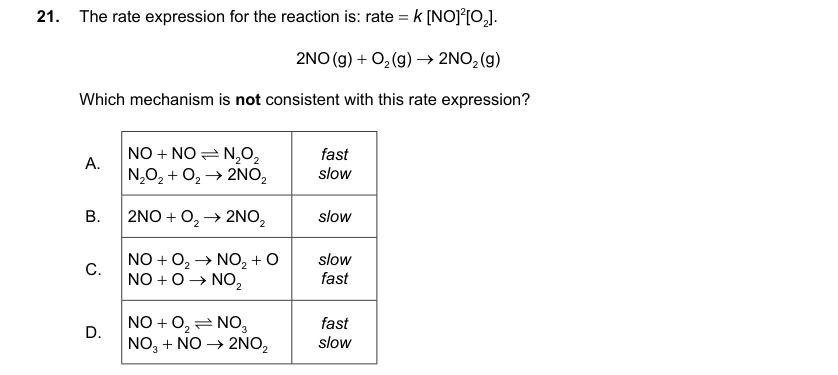 21. The rate expression for the reaction is: rate = k [NO]²[O₂].
2NO (g) + O₂ (g) → 2NO₂ (g)
Which mechanism is not consistent with this rate expression?
A. NO + NO ⇌ N₂O₂ fast
N₂O₂ + O₂ → 2NO₂ slow
B. 2NO + O₂ → 2NO₂ slow
C. NO + O₂ → NO₂ + O slow
NO + O → NO₂ fast
D. NO + O₂ ⇌ NO₃ fast
NO₃ + NO → 2NO₂ slow